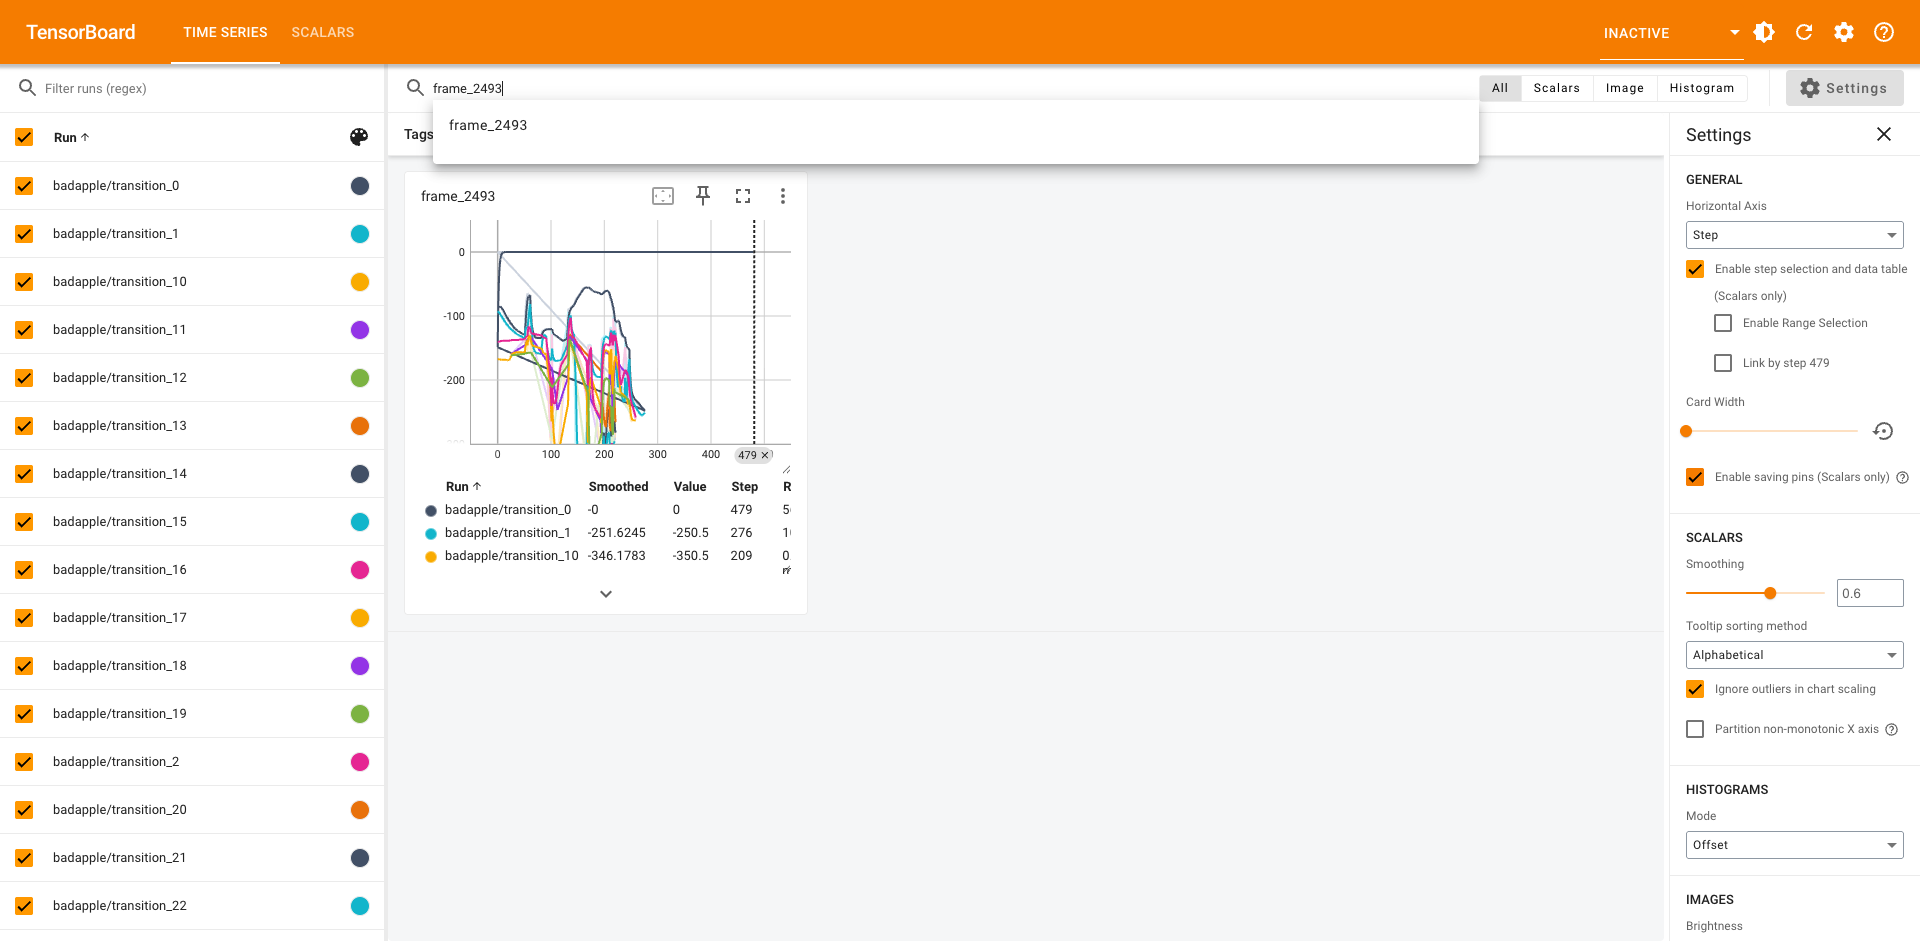 TensorBoard
TIME SERIES
SCALARS
INACTIVE
Filter runs (regex)
frame_2493
All
Scalars
Image
Histogram
Settings
frame_2493
Tags
Run
badapple/transition_0
badapple/transition_1
badapple/transition_10
badapple/transition_11
badapple/transition_12
badapple/transition_13
badapple/transition_14
badapple/transition_15
badapple/transition_16
badapple/transition_17
badapple/transition_18
badapple/transition_19
badapple/transition_2
badapple/transition_20
badapple/transition_21
badapple/transition_22
frame_2493
0
-100
-200
0 100 200 300 400 479
Run Smoothed Value Step
badapple/transition_0 -0 0 479
badapple/transition_1 -251.6245 -250.5 276
badapple/transition_10 -346.1783 -350.5 209
Settings
GENERAL
Horizontal Axis
Step
Enable step selection and data table
(Scalars only)
Enable Range Selection
Link by step 479
Card Width
Enable saving pins (Scalars only)
SCALARS
Smoothing
0.6
Tooltip sorting method
Alphabetical
Ignore outliers in chart scaling
Partition non-monotonic X axis
HISTOGRAMS
Mode
Offset
IMAGES
Brightness